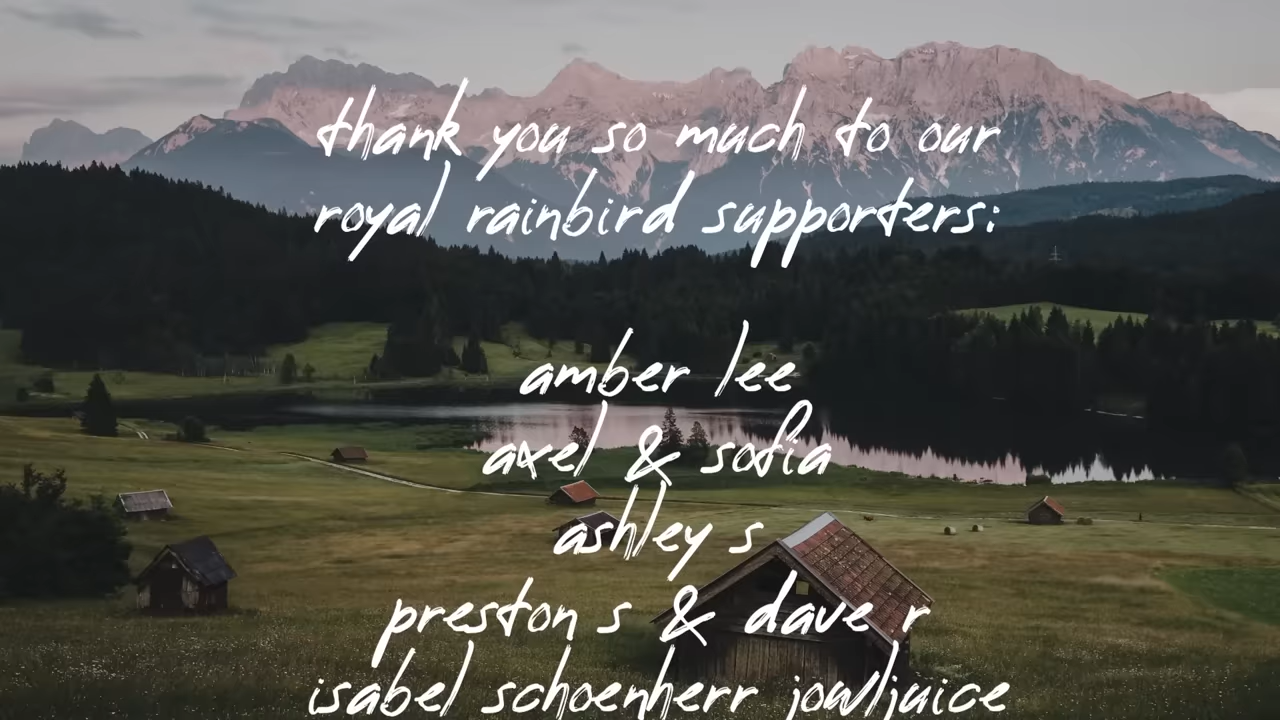 thank you so much to our
royal rainbird supporters:
amber lee
axel & sofia
ashley s
preston s & dave r
isabel schoenherr jowljuice